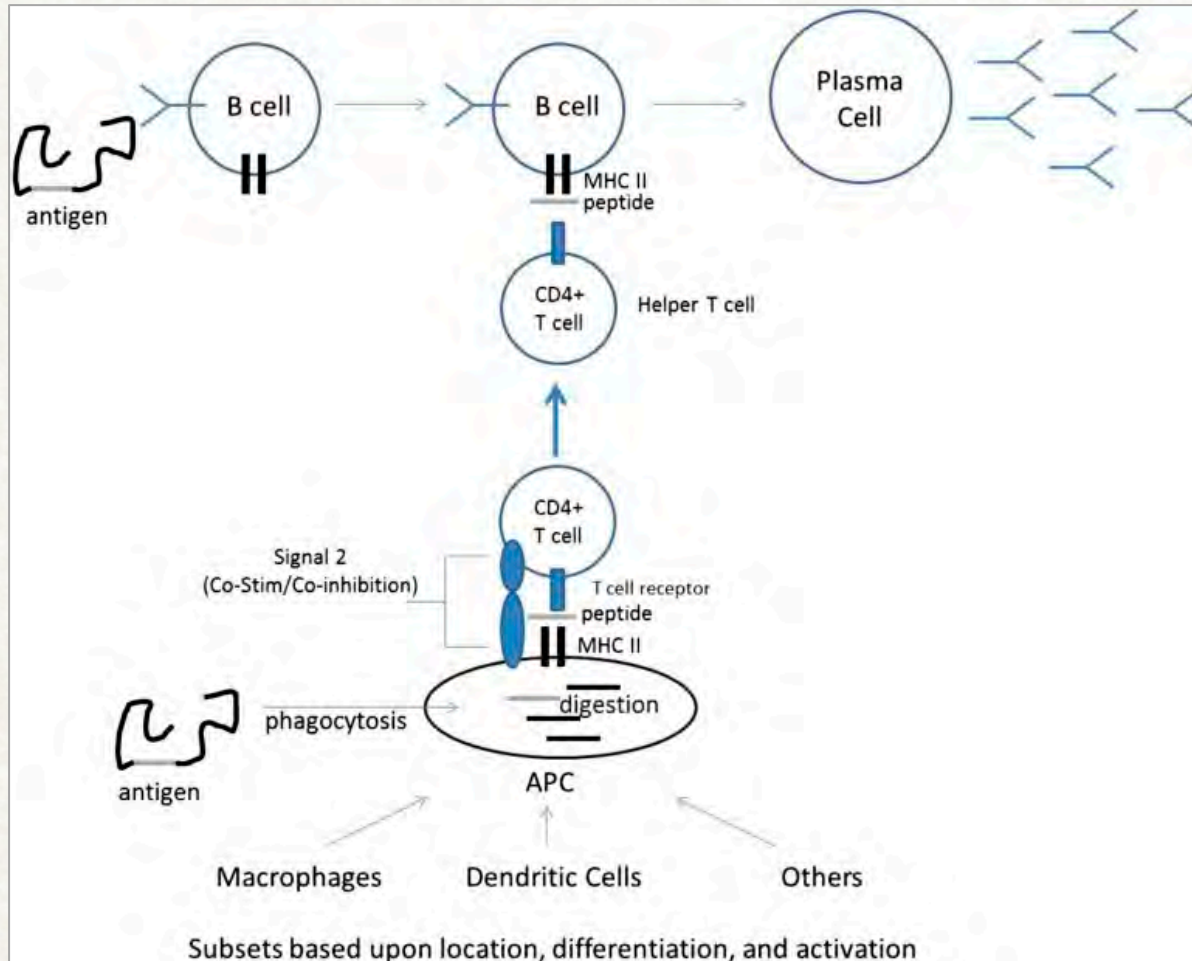 B cell
B cell
Plasma
Cell
antigen
MHC II
peptide
CD4+
T cell
Helper T cell
CD4+
T cell
Signal 2
(Co-Stim/Co-inhibition)
T cell receptor
peptide
MHC II
phagocytosis
digestion
antigen
APC
Macrophages
Dendritic Cells
Others
Subsets based upon location, differentiation, and activation